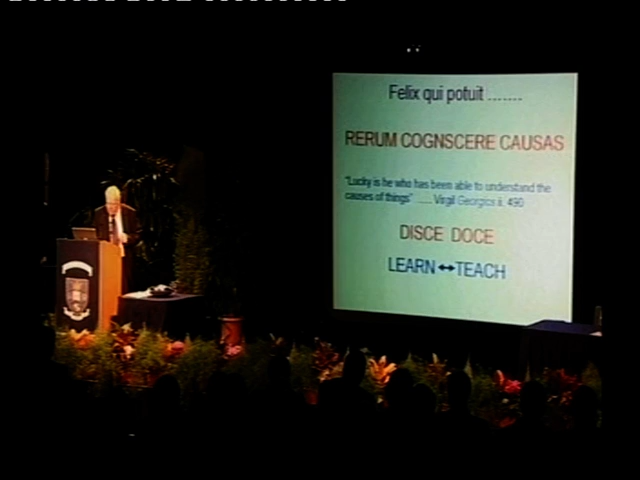 Felix qui potuit .......
RERUM COGNSCERE CAUSAS
"Lucky is he who has been able to understand the
causes of things" ..... Virgil Georgics ii. 490
DISCE DOCE
LEARN↔TEACH